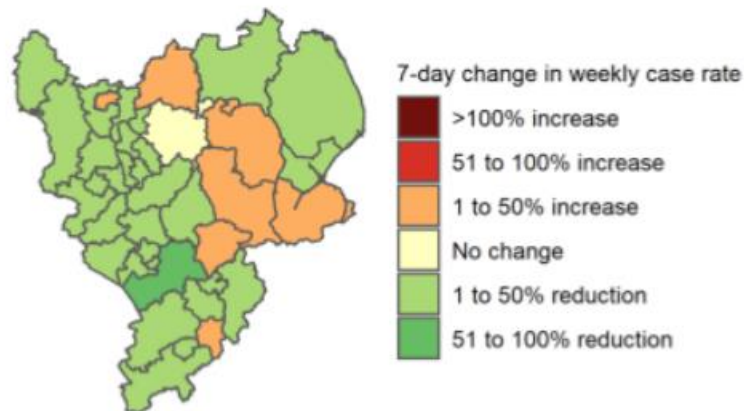 7-day change in weekly case rate
>100% increase
51 to 100% increase
1 to 50% increase
No change
1 to 50% reduction
51 to 100% reduction